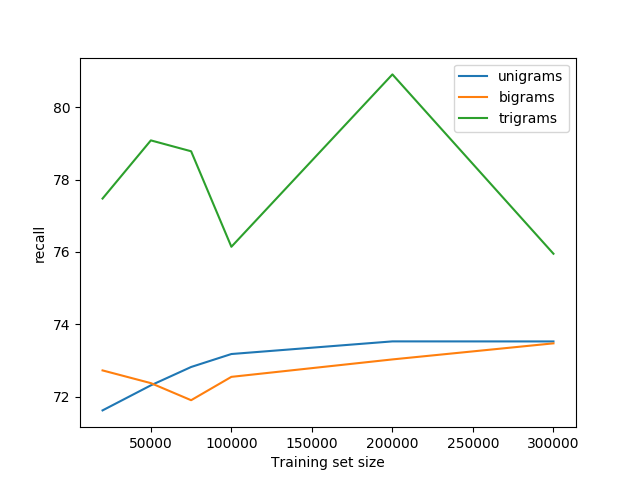 unigrams
bigrams
trigrams
80
78
76
74
72
recall
50000 100000 150000 200000 250000 300000
Training set size